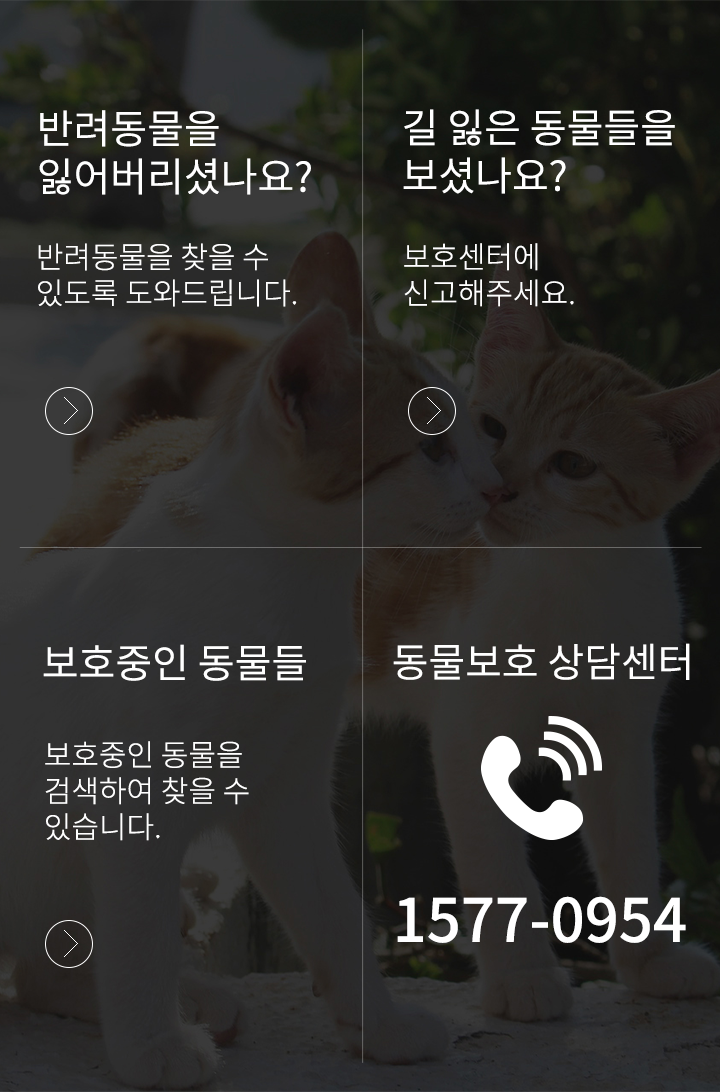 반려동물을
잃어버리셨나요?
반려동물을 찾을 수
있도록 도와드립니다.
길 잃은 동물들을
보셨나요?
보호센터에
신고해주세요.
보호중인 동물들
보호중인 동물을
검색하여 찾을 수
있습니다.
동물보호 상담센터
1577-0954